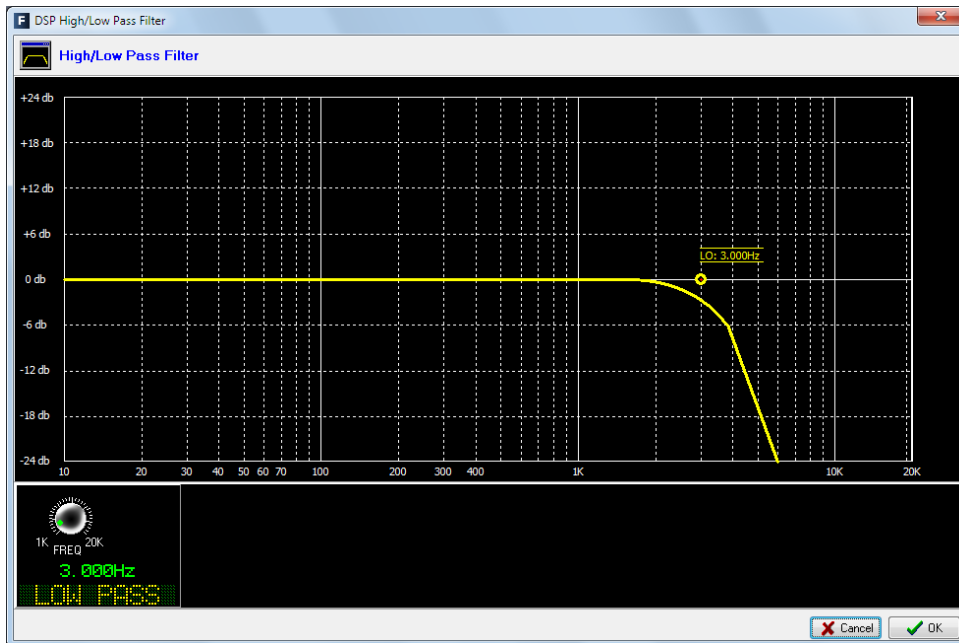 F DSP High/Low Pass Filter
High/Low Pass Filter
+24 db
+18 db
+12 db
+6 db
LO: 3.000Hz
0 db
-6 db
-12 db
-18 db
-24 db
10 20 30 40 50 60 70 100 200 300 400 1K 10K 20K
1K FREQ 20K
3.000Hz
LOW PASS
Cancel OK